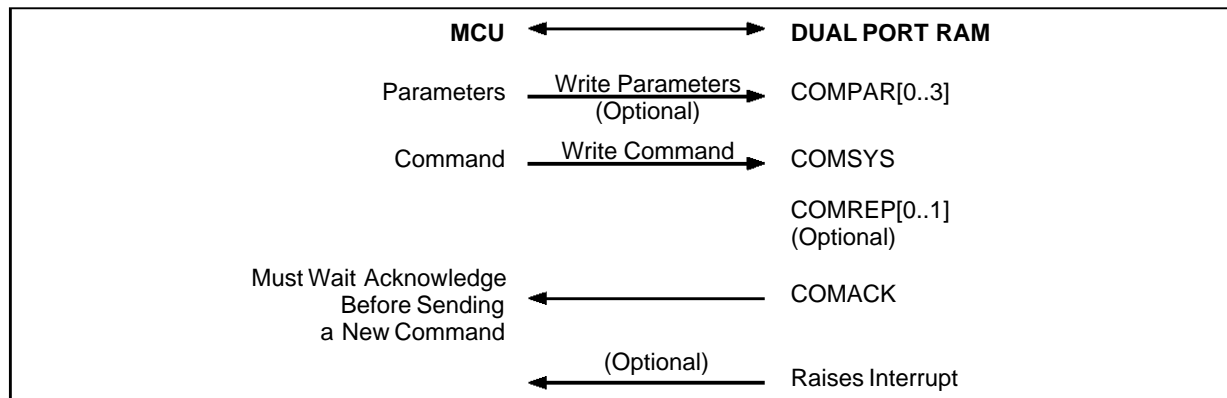 MCU DUAL PORT RAM
Parameters Write Parameters COMPAR[0..3]
(Optional)
Command Write Command COMSYS
COMREP[0..1]
(Optional)
Must Wait Acknowledge COMACK
Before Sending
a New Command
(Optional) Raises Interrupt